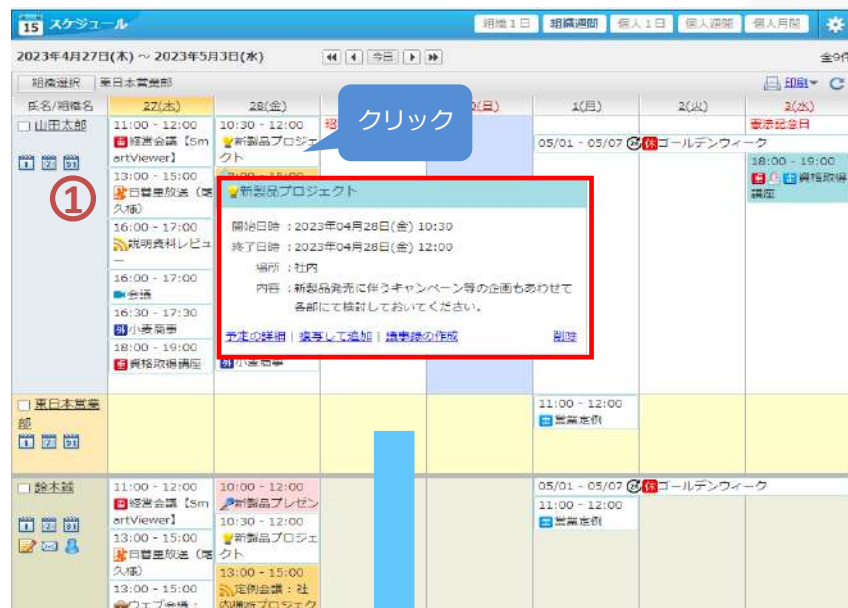 15 スケジュール
組織1日 組織週間 個人1日 個人週間 個人月間
2023年4月27日(木) ~ 2023年5月3日(水) 今日 全9件
組織選択 東日本営業部 印刷
氏名/組織名 27(木) 28(金) 0(日) 1(月) 2(火) 3(水)
クリック
憲法記念日
山田太郎
11:00 - 12:00
経営会議【Sm
artViewer】
13:00 - 15:00
日替里放送（尾
久様）
16:00 - 17:00
説明資料レビュ
ー
16:00 - 17:00
会議
16:30 - 17:30
外小麦商事
18:00 - 19:00
資格取得講座
10:30 - 12:00
新製品プロジェ
クト
05/01 - 05/07 休ゴールデンウィーク
18:00 - 19:00
資格取得
講座
①
新製品プロジェクト
開始日時 : 2023年04月28日(金) 10:30
終了日時 : 2023年04月28日(金) 12:00
場所 : 社内
内容 : 新製品発売に伴うキャンペーン等の企画もあわせて
各部にて検討しておいてください。
予定の詳細 | 複写して追加 | 議事録の作成 削除
外小麦商事
東日本営業
部
11:00 - 12:00
営業定例
鈴木誠
11:00 - 12:00
経営会議【Sm
artViewer】
13:00 - 15:00
日替里放送（尾
久様）
13:00 - 15:00
ウェブ会議：
10:00 - 12:00
新製品プレゼン
10:30 - 12:00
新製品プロジェ
クト
13:00 - 15:00
定例会議：社
内構築プロジェク
05/01 - 05/07 休ゴールデンウィーク
11:00 - 12:00
営業定例